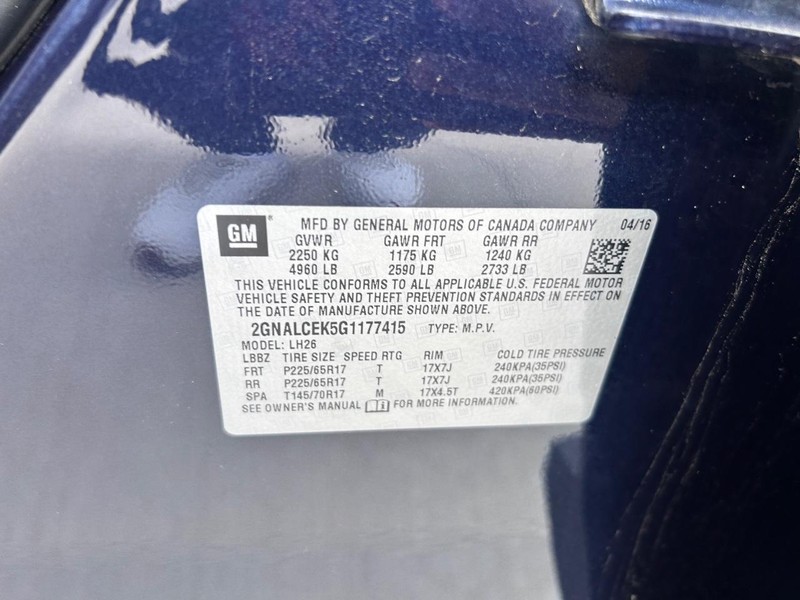 GM MFD BY GENERAL MOTORS OF CANADA COMPANY 04/16
GVWR GAWR FRT GAWR RR
2250 KG 1175 KG 1240 KG
4960 LB 2590 LB 2733 LB
THIS VEHICLE CONFORMS TO ALL APPLICABLE U.S. FEDERAL MOTOR
VEHICLE SAFETY AND THEFT PREVENTION STANDARDS IN EFFECT ON
THE DATE OF MANUFACTURE SHOWN ABOVE.
2GNALCEK5G1177415 TYPE: M.P.V.
MODEL: LH26
LBBZ TIRE SIZE SPEED RTG RIM COLD TIRE PRESSURE
FRT P225/65R17 T 17X7J 240KPA(35PSI)
RR P225/65R17 T 17X7J 240KPA(35PSI)
SPA T145/70R17 M 17X4.5T 420KPA(60PSI)
SEE OWNER'S MANUAL FOR MORE INFORMATION.